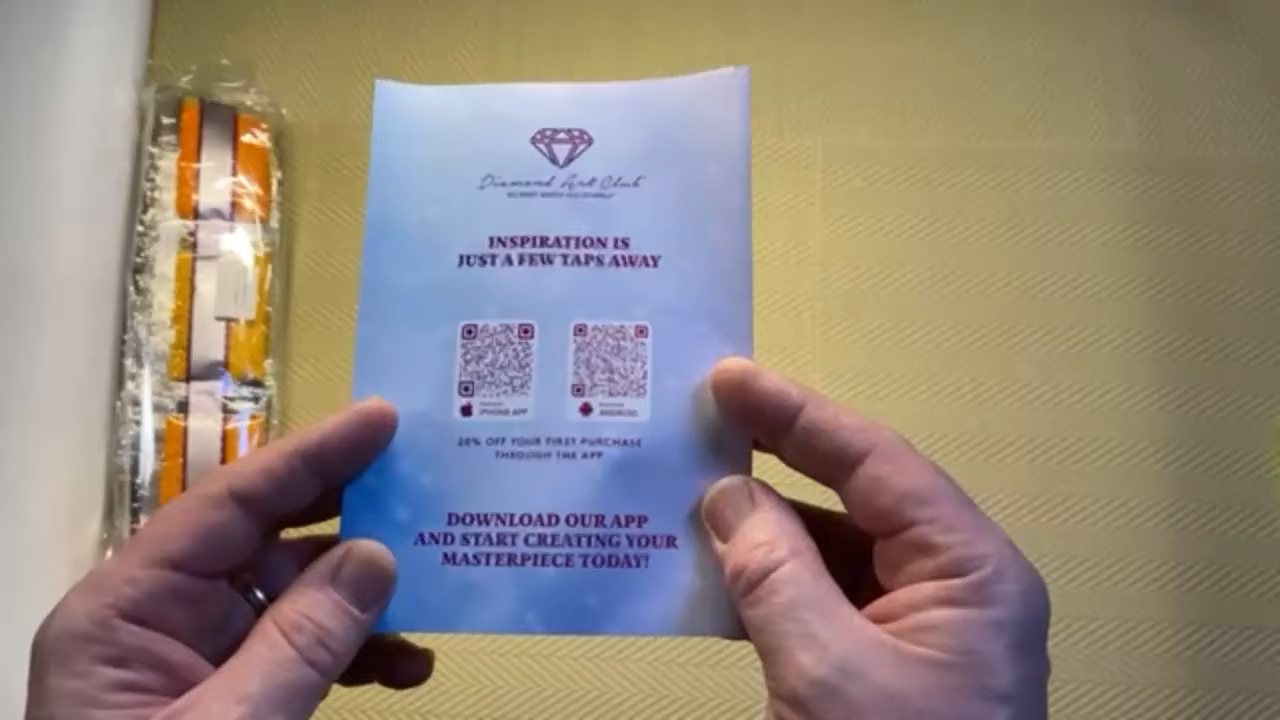 Diamond Art Club
INSPIRATION IS
JUST A FEW TAPS AWAY
IPHONE APP
ANDROID
20% OFF YOUR FIRST PURCHASE
THROUGH THE APP
DOWNLOAD OUR APP
AND START CREATING YOUR
MASTERPIECE TODAY!